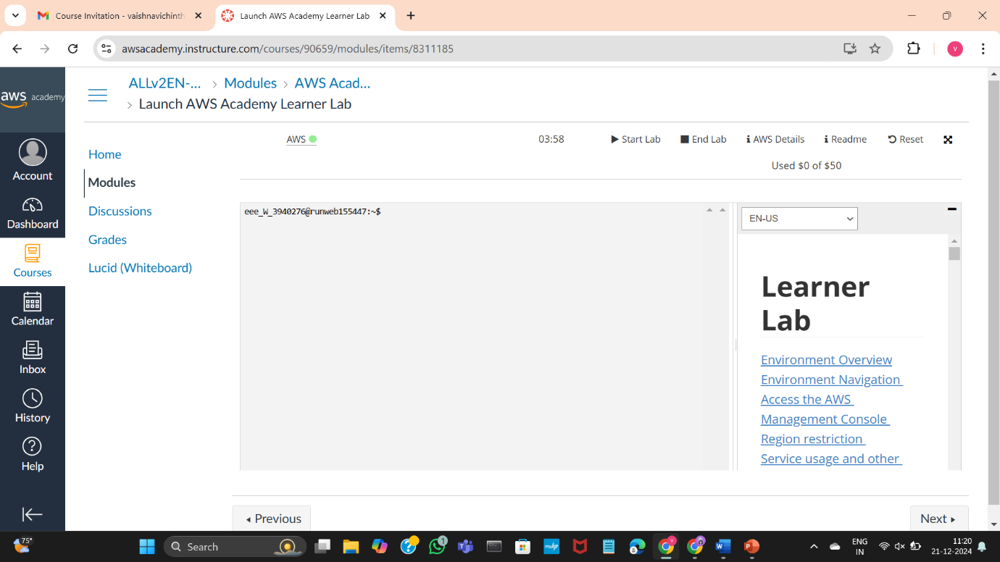 Course Invitation - vaishnavichinth
Launch AWS Academy Learner Lab
awsacademy.instructure.com/courses/90659/modules/items/8311185
V
aws academy
Account
Dashboard
Courses
Calendar
Inbox
History
Help
ALLv2EN-... > Modules > AWS Acad...
> Launch AWS Academy Learner Lab
Home
Modules
Discussions
Grades
Lucid (Whiteboard)
AWS
03:58
Start Lab
End Lab
AWS Details
Readme
Reset
Used $0 of $50
eee_W_3940276@runweb155447:~$
EN-US
Learner
Lab
Environment Overview
Environment Navigation
Access the AWS
Management Console
Region restriction
Service usage and other
Previous
Next
75°
Search
1
ENG
IN
11:20
21-12-2024